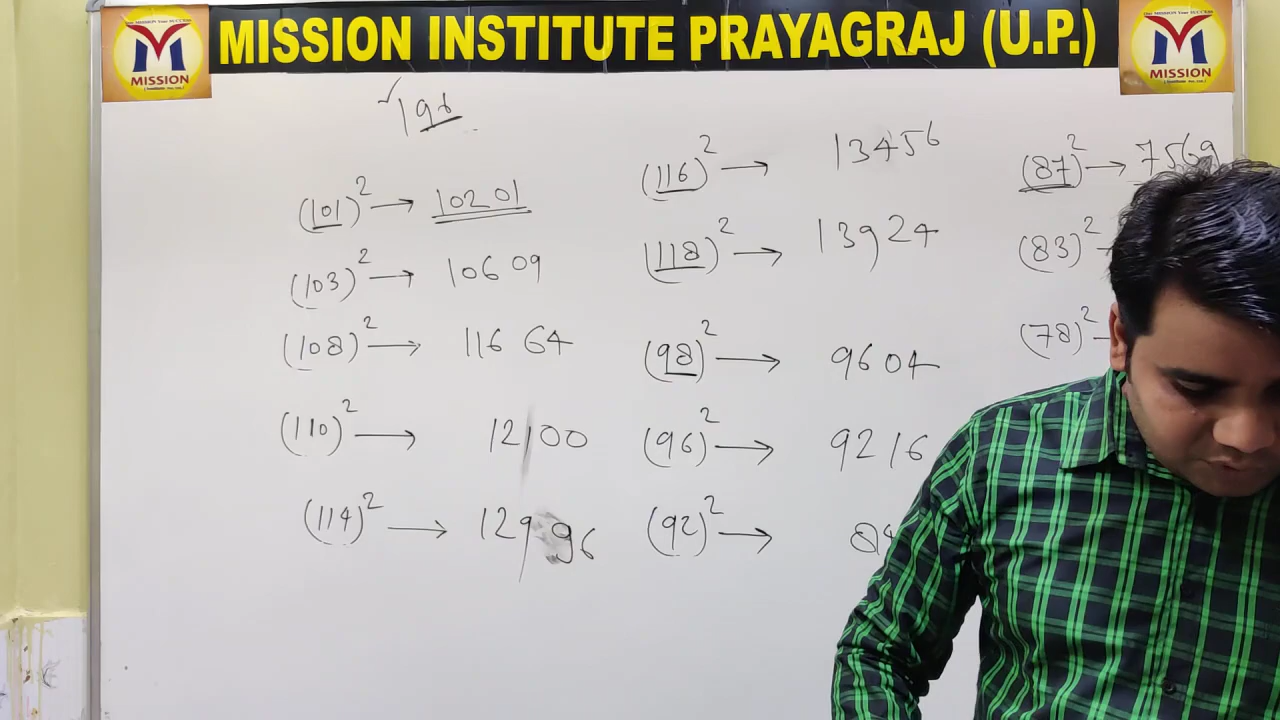 MISSION INSTITUTE PRAYAGRAJ (U.P.)
MISSION
MISSION
196
(101)² → 10201
(103)² → 10609
(108)² → 11664
(110)² → 12100
(114)² → 12996
(116)² → 13456
(118)² → 13924
(98)² → 9604
(96)² → 9216
(92)² → 84
(87)² → 7569
(83)²
(78)²